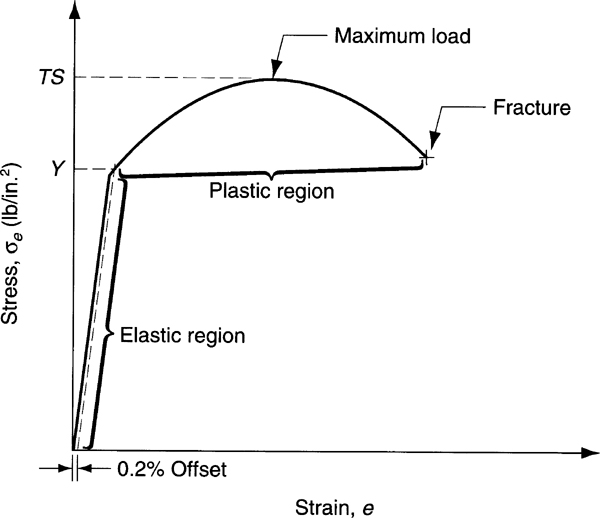 Maximum load
TS
Fracture
Y
Plastic region
Stress, σₑ (lb/in.²)
Elastic region
0.2% Offset
Strain, e